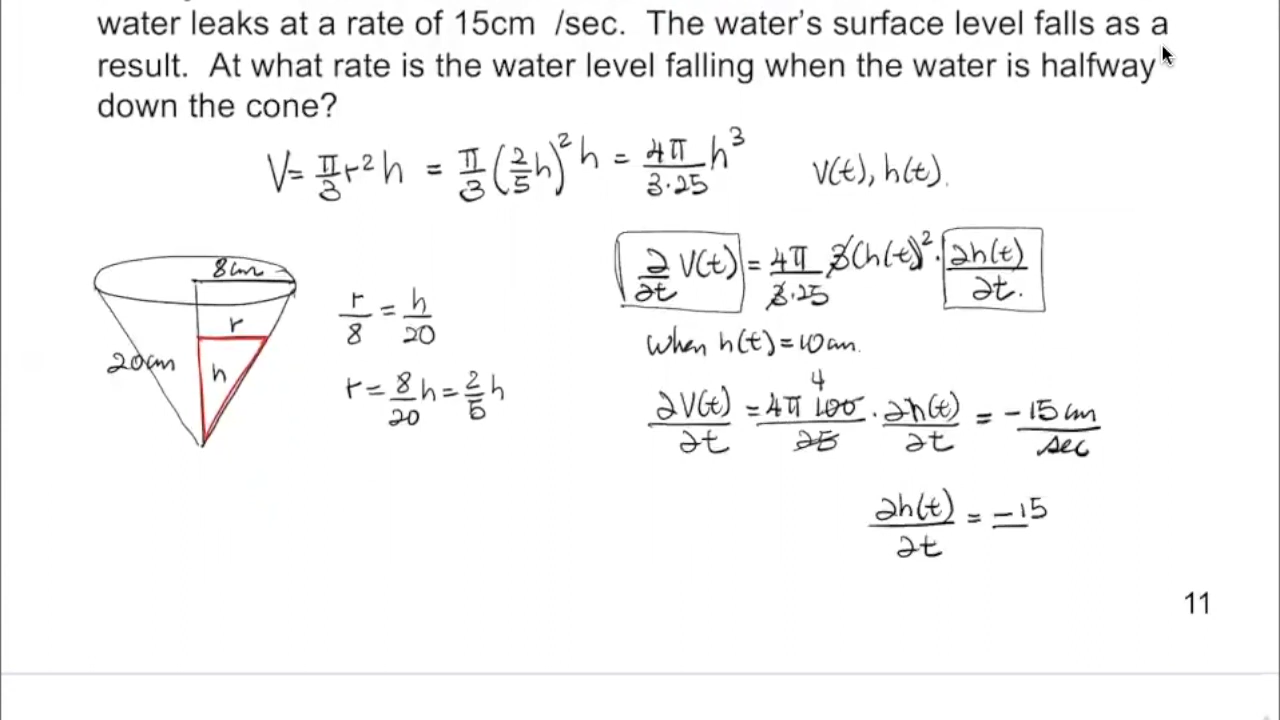 water leaks at a rate of 15cm /sec. The water's surface level falls as a
result. At what rate is the water level falling when the water is halfway
down the cone?
V = π/3 r² h = π/3 (2/5 h)² h = 4π/3·25 h³
V(t), h(t).
∂/∂t V(t) = 4π/3·25 3(h(t))² · ∂h(t)/∂t.
8cm
r
20cm
h
r/8 = h/20
r = 8/20 h = 2/5 h
When h(t) = 10cm.
4
∂V(t)/∂t = 4π 100/25 · ∂h(t)/∂t = -15 cm/sec
∂h(t)/∂t = -15
11